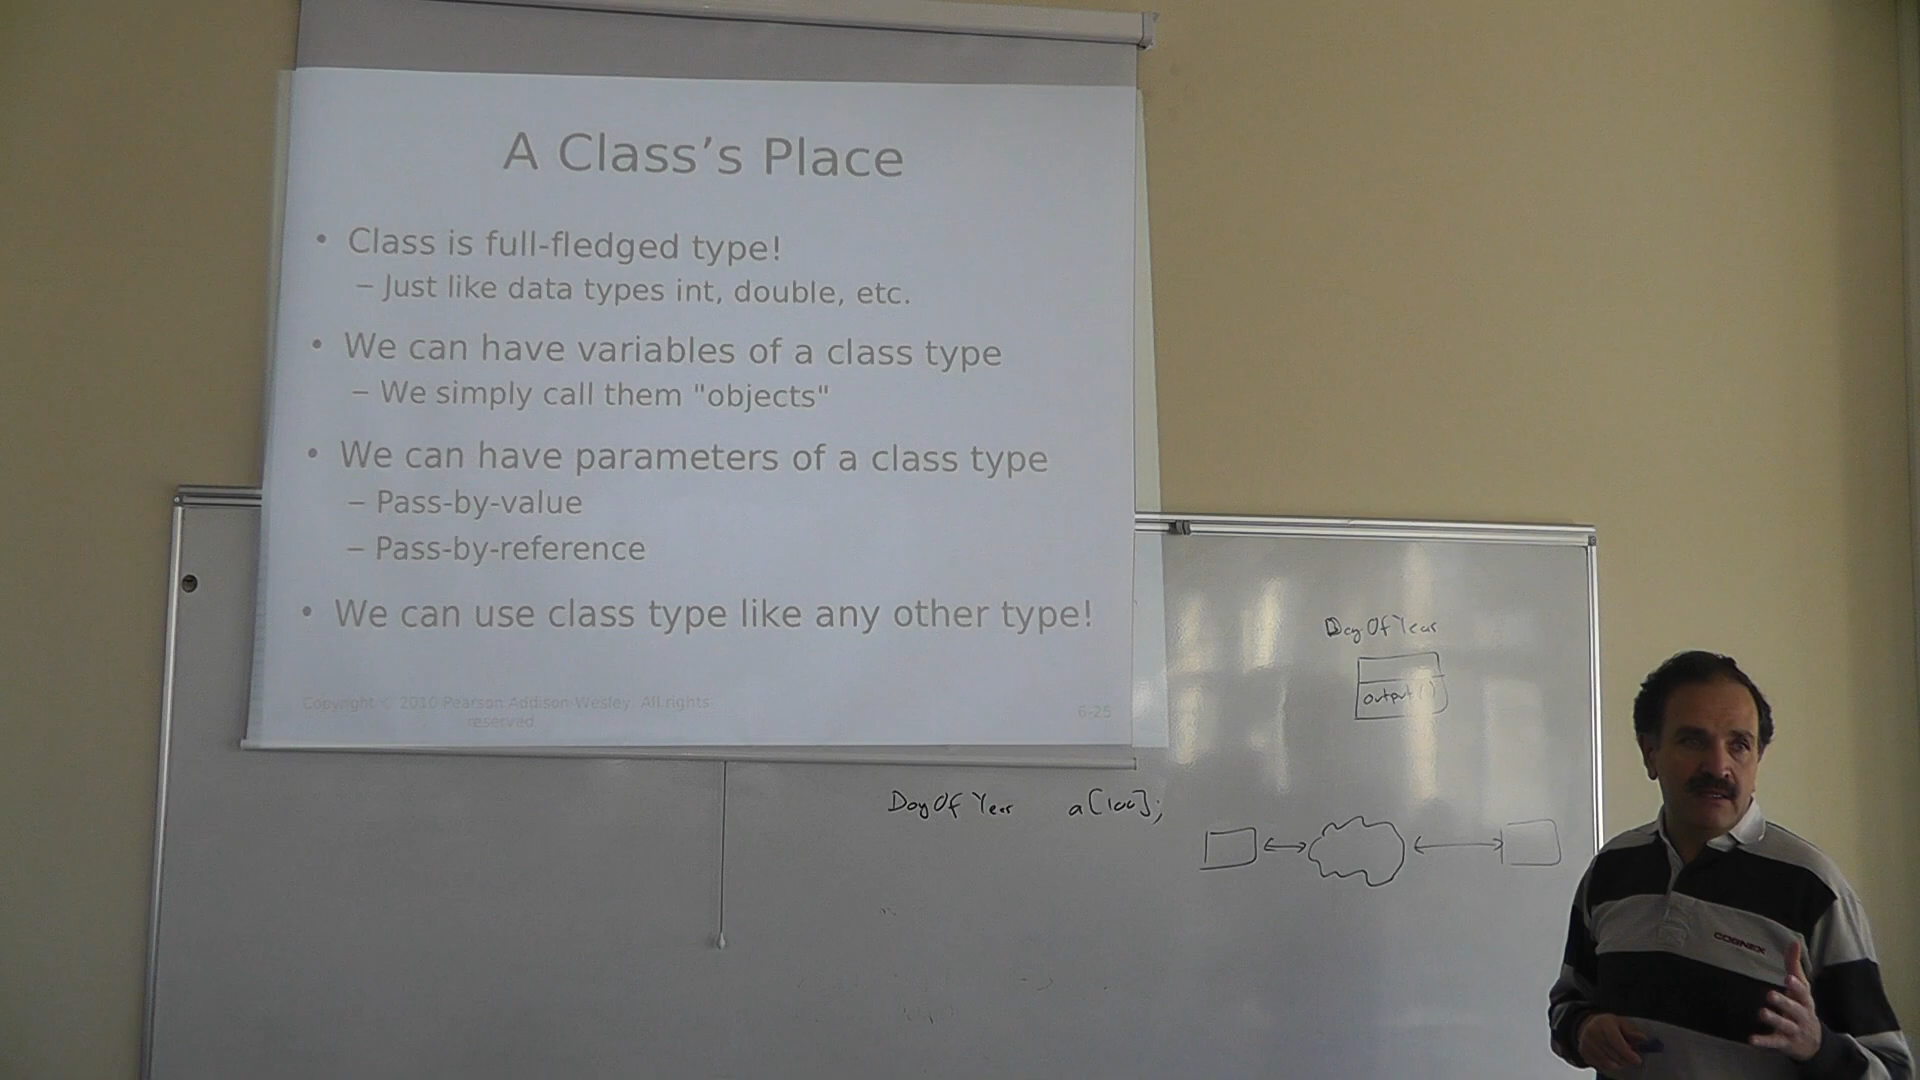 A Class’s Place
• Class is full-fledged type!
– Just like data types int, double, etc.
• We can have variables of a class type
– We simply call them "objects"
• We can have parameters of a class type
– Pass-by-value
– Pass-by-reference
• We can use class type like any other type!
Copyright © 2010 Pearson Addison-Wesley. All rights
reserved
6-25
DayOfYear
output()
DayOfYear a[100];
COGNEX